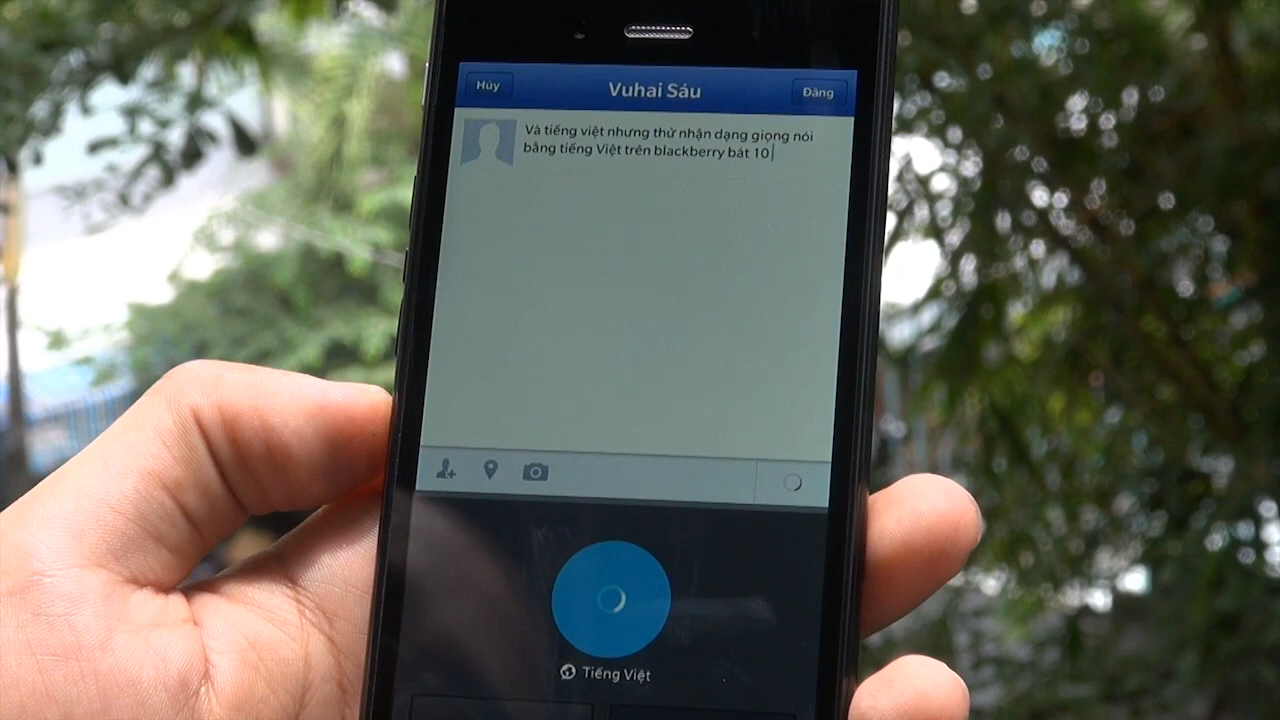 Hủy
Vuhai Sáu
Đăng
Và tiếng việt nhưng thử nhận dạng giọng nói
bằng tiếng Việt trên blackberry bát 10
Tiếng Việt